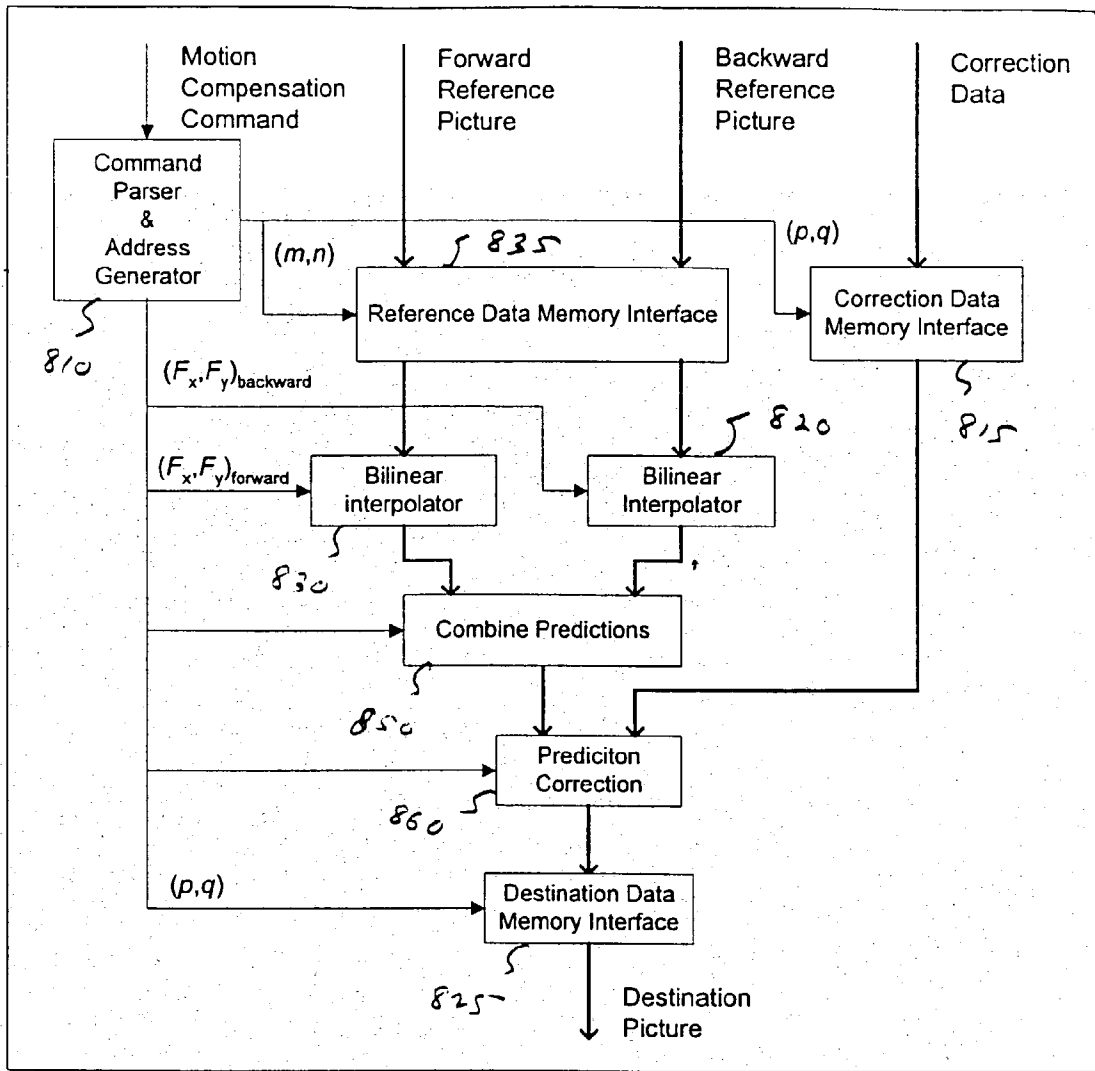 Motion
Compensation
Command
Forward
Reference
Picture
Backward
Reference
Picture
Correction
Data
Command
Parser
&
Address
Generator
(m,n)
835
(p,q)
Reference Data Memory Interface
Correction Data
Memory Interface
810
(Fx,Fy)backward
820
815
(Fx,Fy)forward
Bilinear
interpolator
Bilinear
Interpolator
830
Combine Predictions
850
Prediciton
Correction
860
(p,q)
Destination Data
Memory Interface
825
Destination
Picture